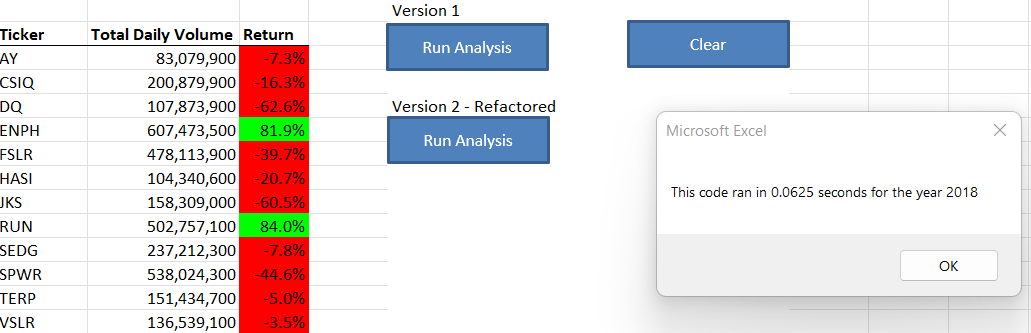 Version 1
Ticker Total Daily Volume Return
Run Analysis
Clear
AY 83,079,900 -7.3%
CSIQ 200,879,900 -16.3%
DQ 107,873,900 -62.6%
Version 2 - Refactored
ENPH 607,473,500 81.9%
Run Analysis
FSLR 478,113,900 -39.7%
HASI 104,340,600 -20.7%
JKS 158,309,000 -60.5%
RUN 502,757,100 84.0%
SEDG 237,212,300 -7.8%
SPWR 538,024,300 -44.6%
TERP 151,434,700 -5.0%
VSLR 136,539,100 -3.5%
Microsoft Excel
This code ran in 0.0625 seconds for the year 2018
OK